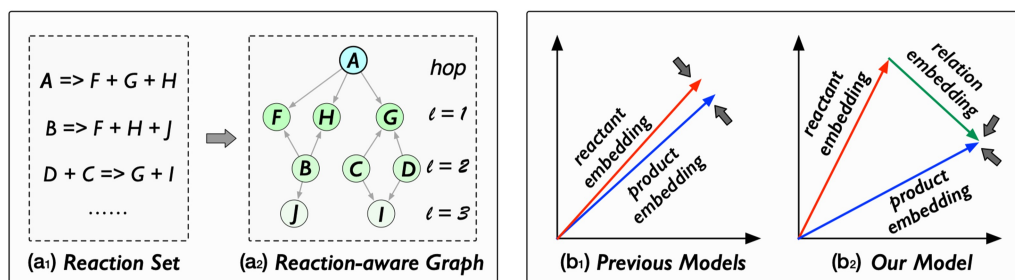 A => F + G + H
B => F + H + J
D + C => G + I
......
(a1) Reaction Set
A
hop
F
H
G
ℓ = 1
B
C
D
ℓ = 2
J
I
ℓ = 3
(a2) Reaction-aware Graph
reactant
embedding
product
embedding
(b1) Previous Models
reactant
embedding
relation
embedding
product
embedding
(b2) Our Model